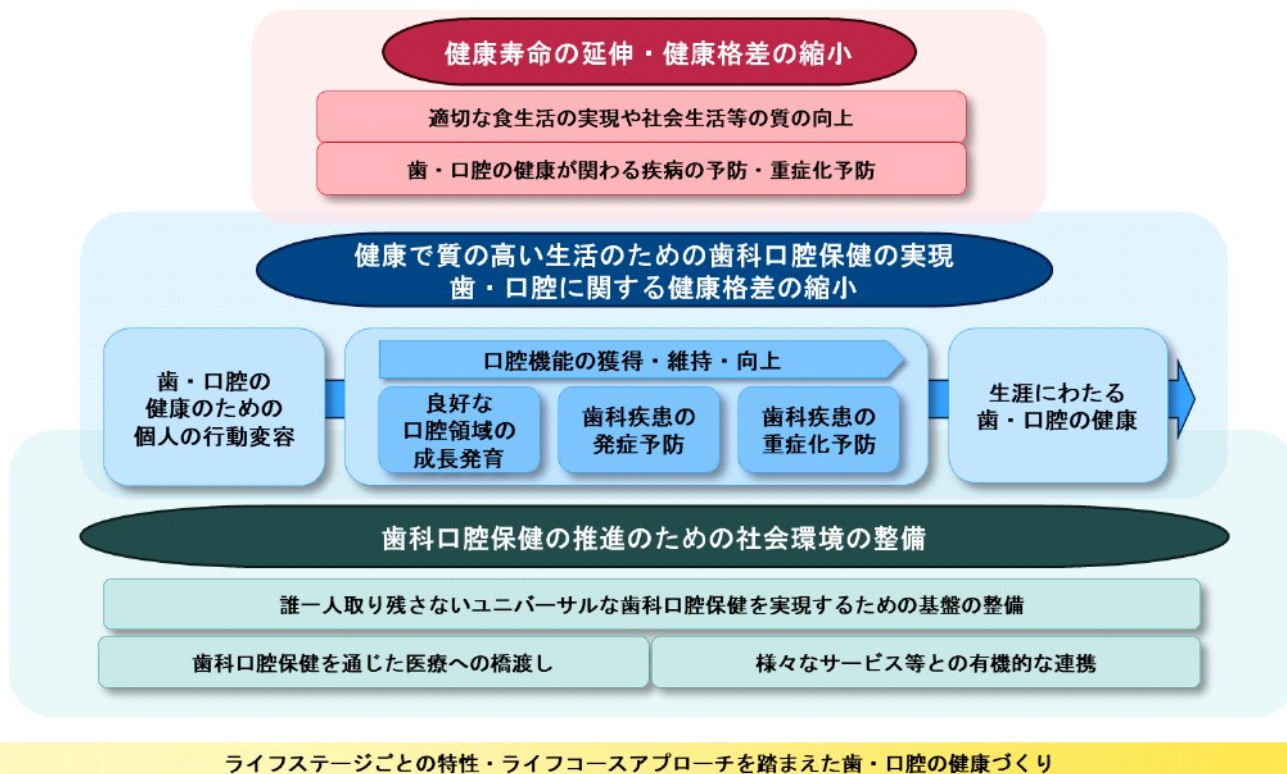 健康寿命の延伸・健康格差の縮小
適切な食生活の実現や社会生活等の質の向上
歯・口腔の健康が関わる疾病の予防・重症化予防
健康で質の高い生活のための歯科口腔保健の実現
歯・口腔に関する健康格差の縮小
歯・口腔の
健康のための
個人の行動変容
口腔機能の獲得・維持・向上
良好な
口腔領域の
成長発育
歯科疾患の
発症予防
歯科疾患の
重症化予防
生涯にわたる
歯・口腔の健康
歯科口腔保健の推進のための社会環境の整備
誰一人取り残さないユニバーサルな歯科口腔保健を実現するための基盤の整備
歯科口腔保健を通じた医療への橋渡し
様々なサービス等との有機的な連携
ライフステージごとの特性・ライフコースアプローチを踏まえた歯・口腔の健康づくり